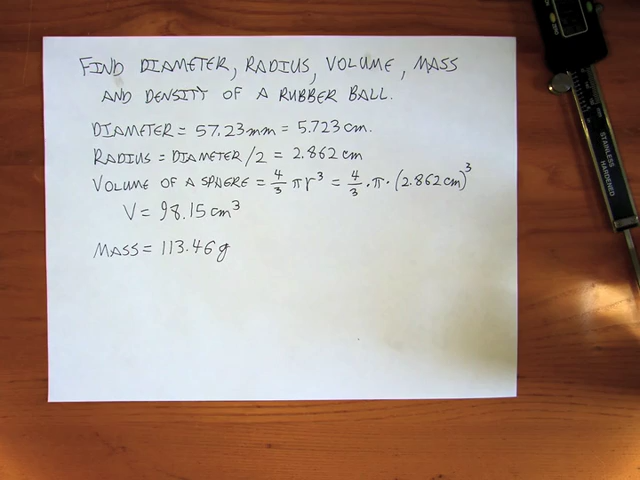 FIND DIAMETER, RADIUS, VOLUME, MASS
AND DENSITY OF A RUBBER BALL.
DIAMETER = 57.23mm = 5.723 cm.
RADIUS = DIAMETER /2 = 2.862 cm
VOLUME OF A SPHERE = 4/3 πr³ = 4/3 · π · (2.862 cm)³
V = 98.15 cm³
MASS = 113.46 g
STAINLESS
HARDENED